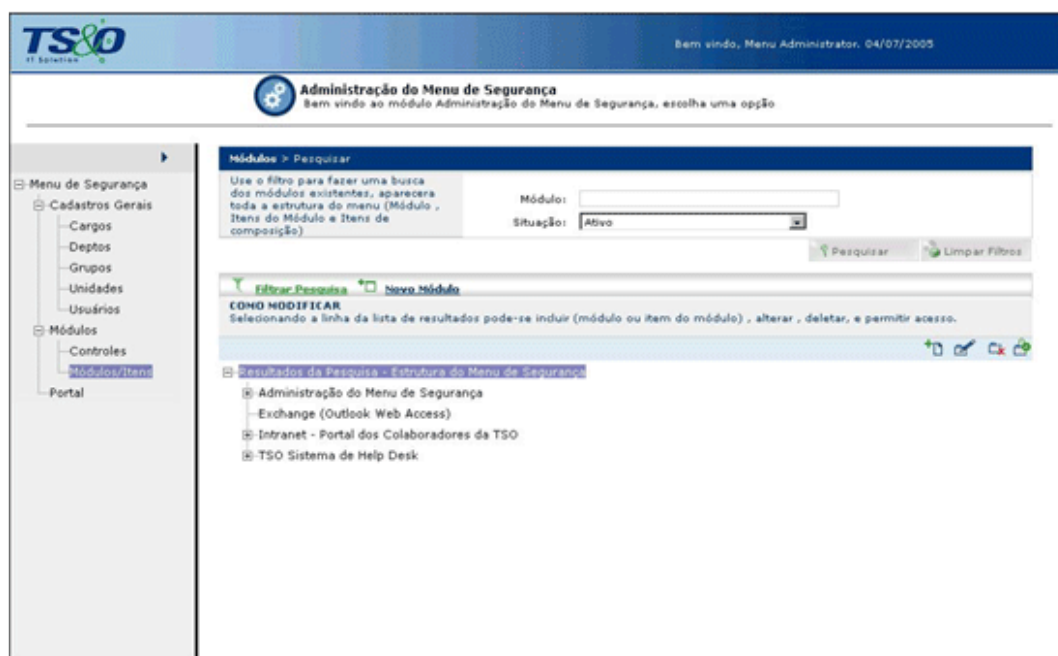 TS&O
IT Solution
Bem vindo, Menu Administrator. 04/07/2005
Administração do Menu de Segurança
Bem vindo ao módulo Administração do Menu de Segurança, escolha uma opção
Menu de Segurança
Cadastros Gerais
Cargos
Deptos
Grupos
Unidades
Usuários
Módulos
Controles
Módulos/Itens
Portal
Módulos > Pesquisar
Use o filtro para fazer uma busca
dos módulos existentes, aparecera
toda a estrutura do menu (Módulo ,
Itens do Módulo e Itens de
composição)
Módulo:
Situação: Ativo
Pesquisar Limpar Filtros
Filtrar Pesquisa Novo Módulo
COMO MODIFICAR
Selecionando a linha da lista de resultados pode-se incluir (módulo ou item do módulo) , alterar , deletar, e permitir acesso.
Resultados da Pesquisa - Estrutura do Menu de Segurança
Administração do Menu de Segurança
Exchange (Outlook Web Access)
Intranet - Portal dos Colaboradores da TSO
TSO Sistema de Help Desk